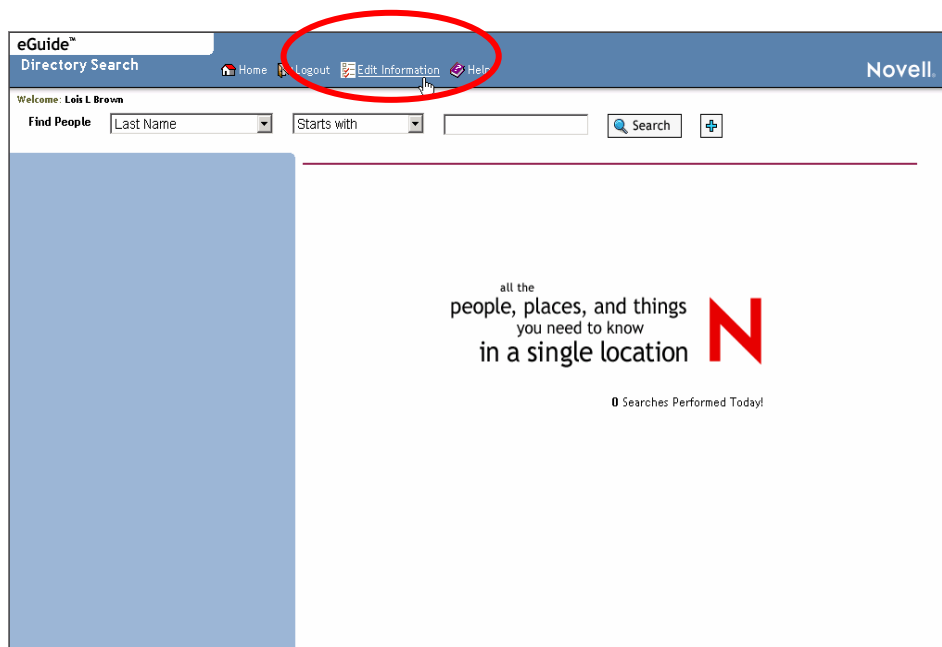 eGuide™
Directory Search
Home Logout Edit Information Help
Novell.
Welcome: Lois L Brown
Find People Last Name Starts with Search
all the
people, places, and things
you need to know
in a single location
N
0 Searches Performed Today!